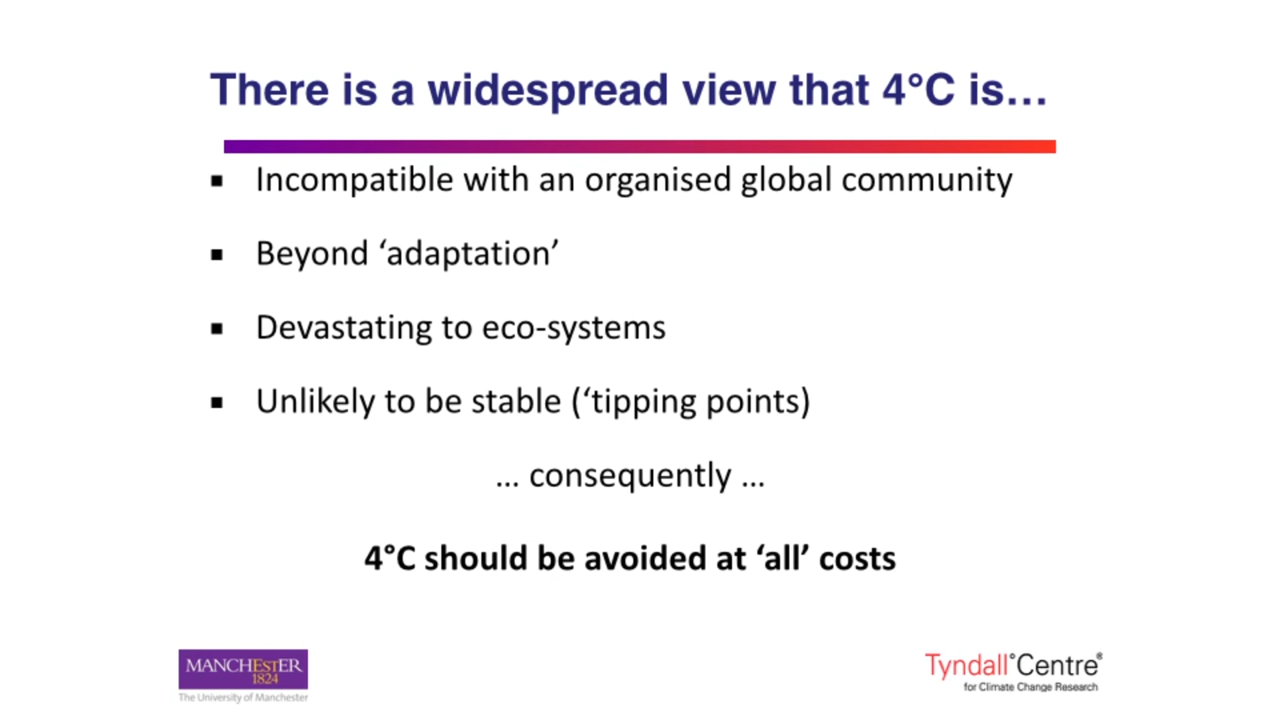 There is a widespread view that 4°C is…
▪ Incompatible with an organised global community
▪ Beyond ‘adaptation’
▪ Devastating to eco-systems
▪ Unlikely to be stable (‘tipping points)
… consequently …
4°C should be avoided at ‘all’ costs
MANCHESTER
1824
The University of Manchester
Tyndall°Centre®
for Climate Change Research